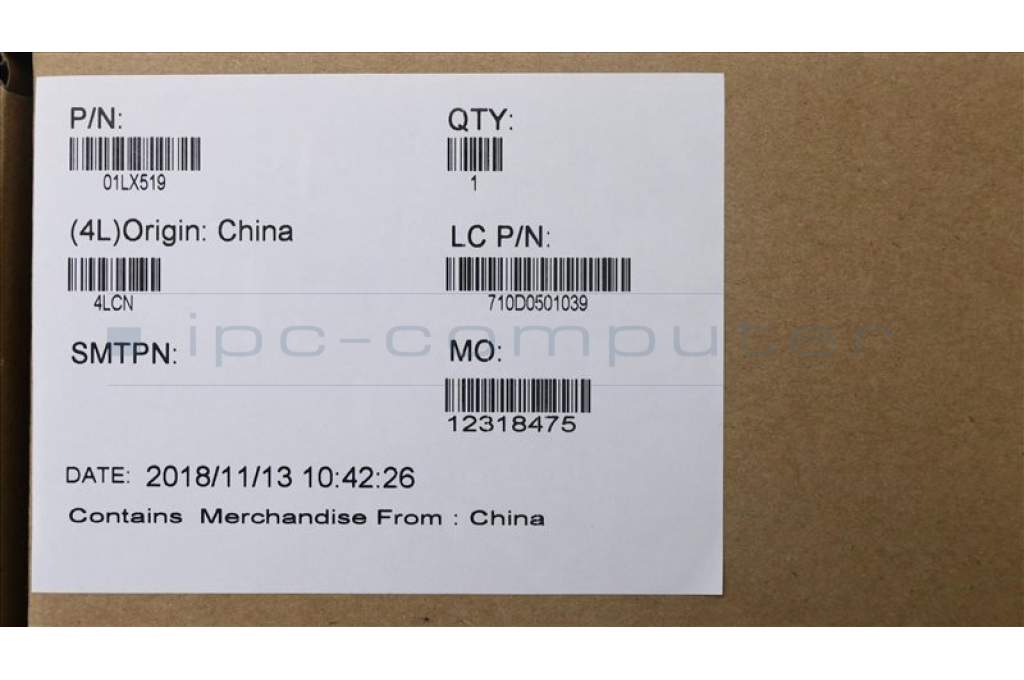 P/N:
01LX519
QTY:
1
(4L)Origin: China
4LCN
LC P/N:
710D0501039
SMTPN:
MO:
12318475
ipc-computer
DATE: 2018/11/13 10:42:26
Contains Merchandise From : China